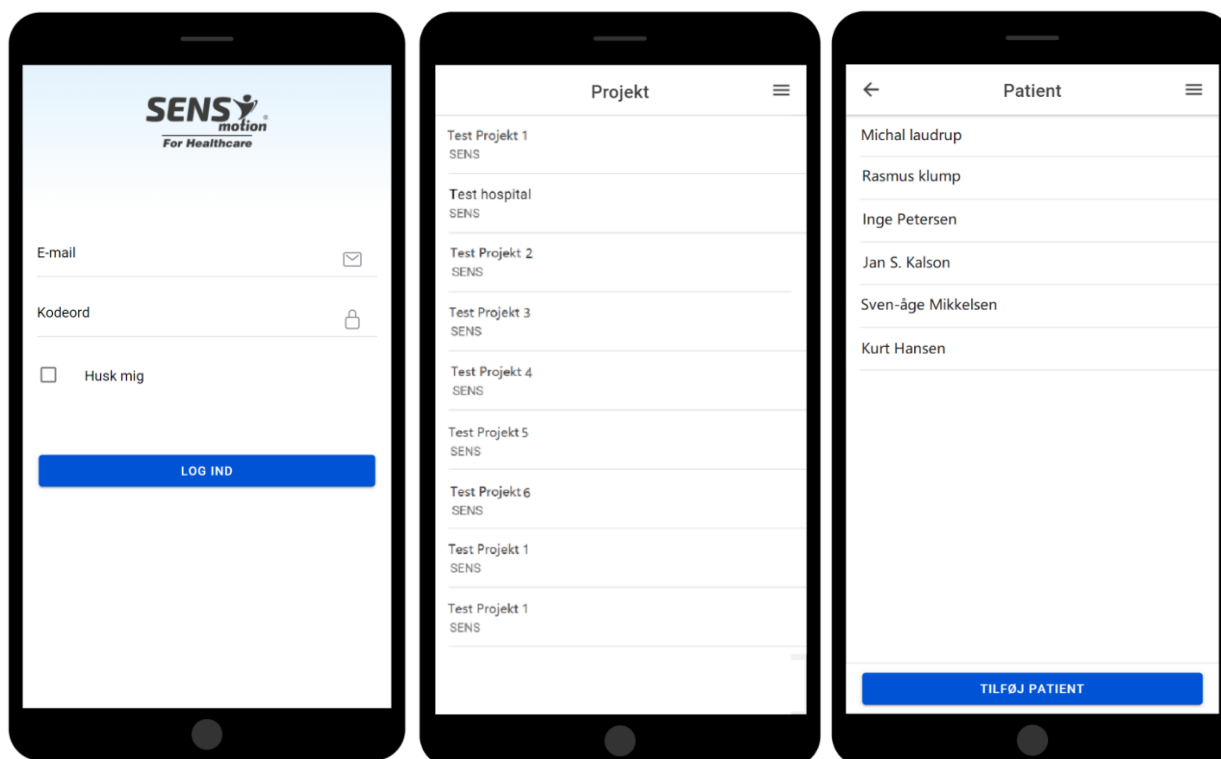 SENS
motion
For Healthcare
E-mail
Kodeord
Husk mig
LOG IND
Projekt
Test Projekt 1
SENS
Test hospital
SENS
Test Projekt 2
SENS
Test Projekt 3
SENS
Test Projekt 4
SENS
Test Projekt 5
SENS
Test Projekt 6
SENS
Test Projekt 1
SENS
Test Projekt 1
SENS
Patient
Michal laudrup
Rasmus klump
Inge Petersen
Jan S. Kalson
Sven-åge Mikkelsen
Kurt Hansen
TILFØJ PATIENT